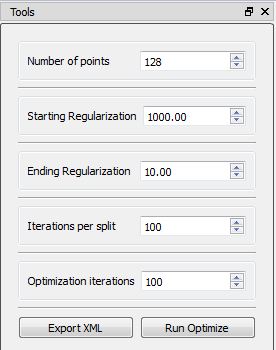 Tools
Number of points 128
Starting Regularization 1000.00
Ending Regularization 10.00
Iterations per split 100
Optimization iterations 100
Export XML Run Optimize